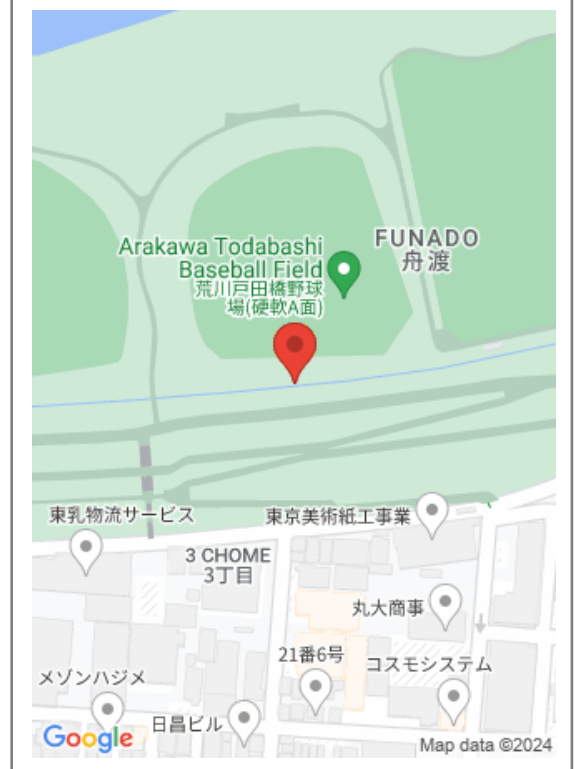 FUNADO
舟渡
Arakawa Todabashi
Baseball Field
荒川戸田橋野球
場(硬軟A面)
東乳物流サービス
東京美術紙工事業
3 CHOME
3丁目
丸大商事
21番6号
コスモシステム
メゾンハジメ
日昌ビル
Google
Map data ©2024